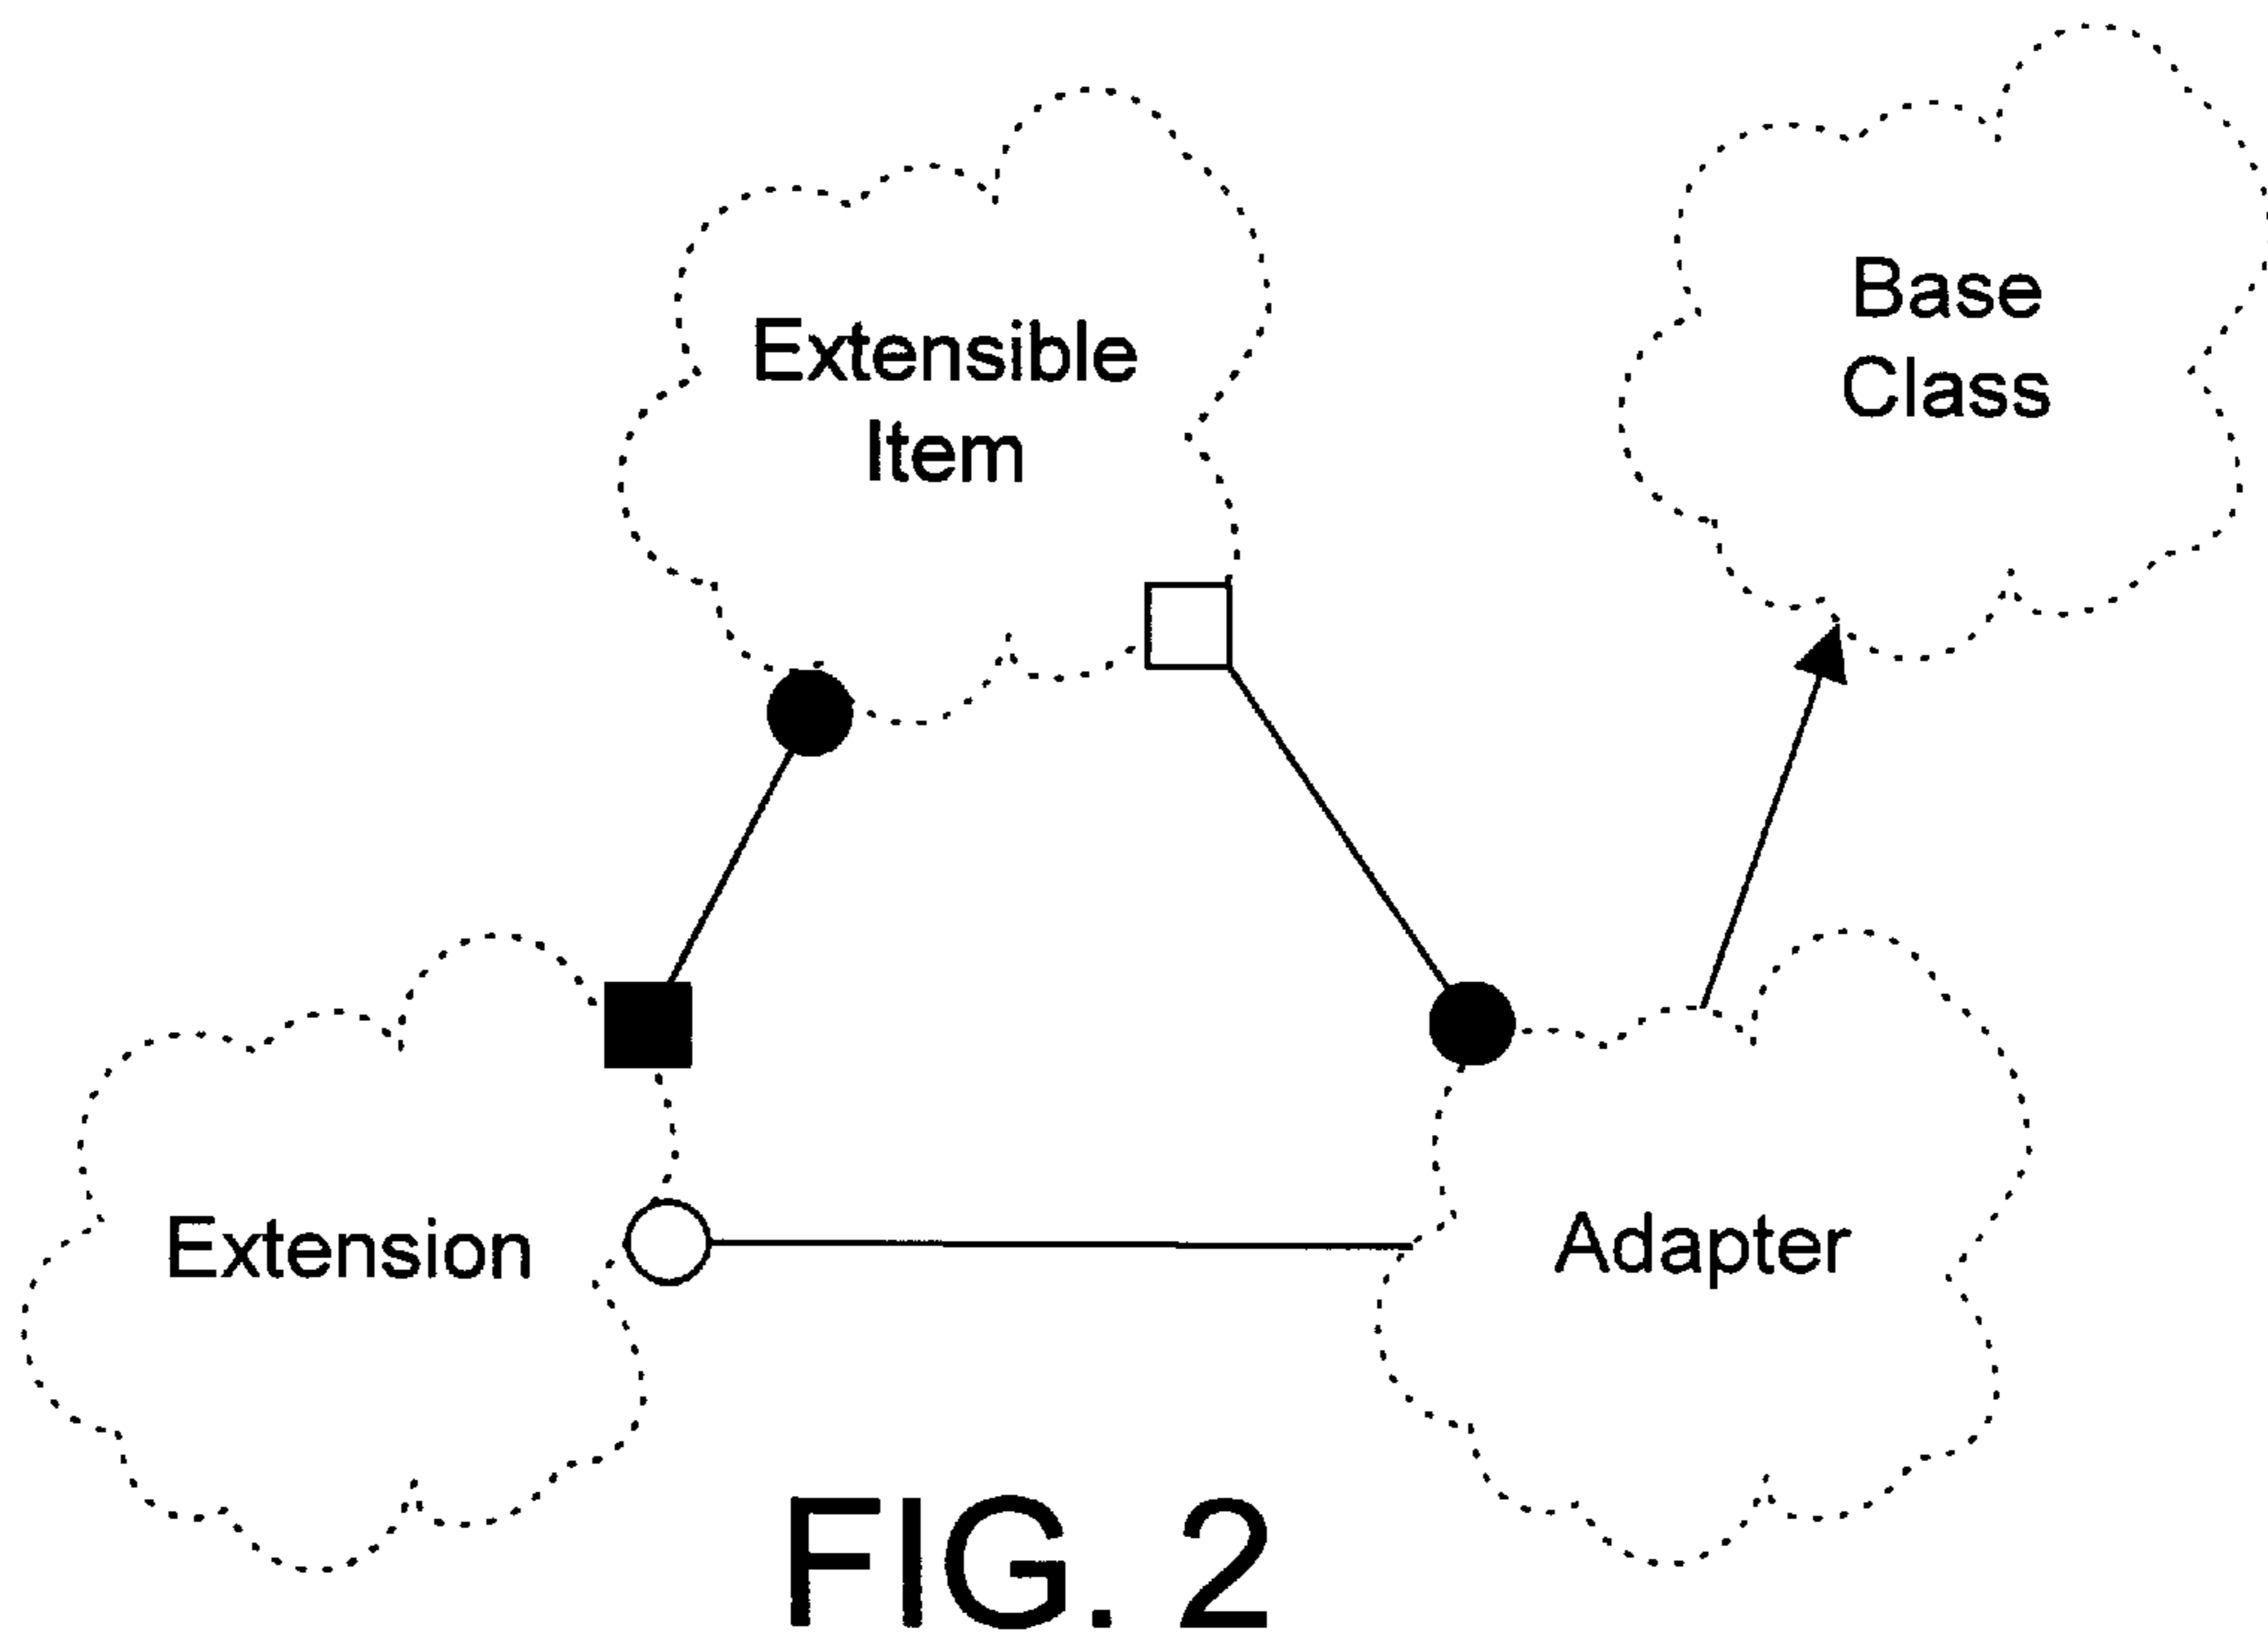 Extensible
Item
Base
Class
Extension
Adapter
FIG. 2